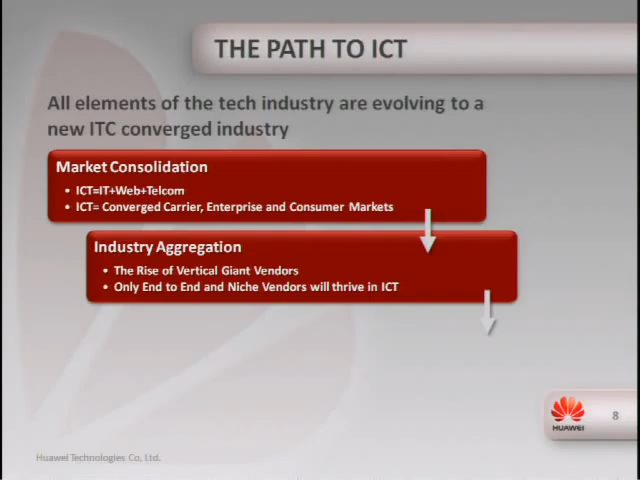 THE PATH TO ICT
All elements of the tech industry are evolving to a
new ITC converged industry
Market Consolidation
• ICT=IT+Web+Telcom
• ICT= Converged Carrier, Enterprise and Consumer Markets
Industry Aggregation
• The Rise of Vertical Giant Vendors
• Only End to End and Niche Vendors will thrive in ICT
HUAWEI
8
Huawei Technologies Co, Ltd.